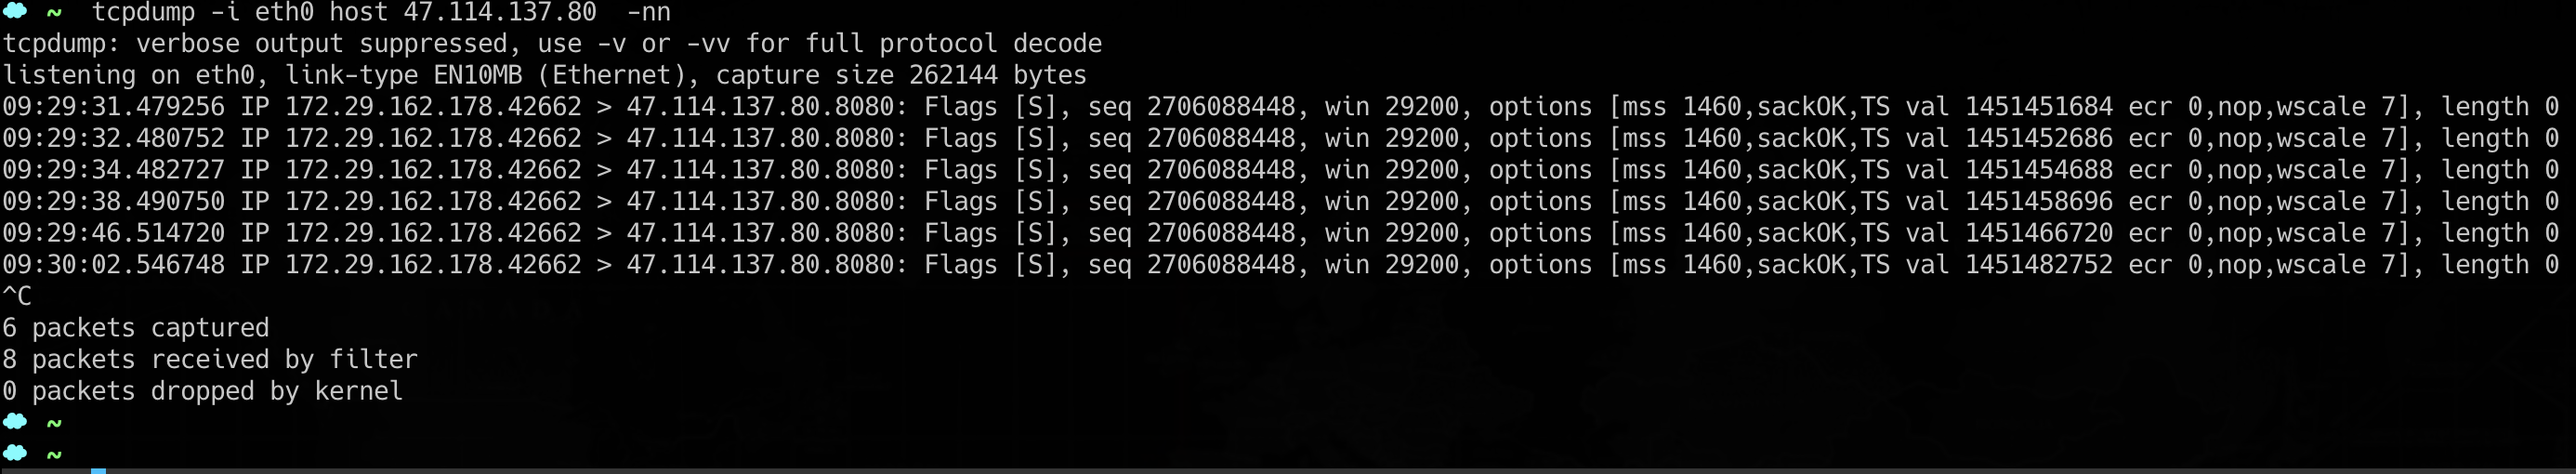 ~ tcpdump -i eth0 host 47.114.137.80  -nn
tcpdump: verbose output suppressed, use -v or -vv for full protocol decode
listening on eth0, link-type EN10MB (Ethernet), capture size 262144 bytes
09:29:31.479256 IP 172.29.162.178.42662 > 47.114.137.80.8080: Flags [S], seq 2706088448, win 29200, options [mss 1460,sackOK,TS val 1451451684 ecr 0,nop,wscale 7], length 0
09:29:32.480752 IP 172.29.162.178.42662 > 47.114.137.80.8080: Flags [S], seq 2706088448, win 29200, options [mss 1460,sackOK,TS val 1451452686 ecr 0,nop,wscale 7], length 0
09:29:34.482727 IP 172.29.162.178.42662 > 47.114.137.80.8080: Flags [S], seq 2706088448, win 29200, options [mss 1460,sackOK,TS val 1451454688 ecr 0,nop,wscale 7], length 0
09:29:38.490750 IP 172.29.162.178.42662 > 47.114.137.80.8080: Flags [S], seq 2706088448, win 29200, options [mss 1460,sackOK,TS val 1451458696 ecr 0,nop,wscale 7], length 0
09:29:46.514720 IP 172.29.162.178.42662 > 47.114.137.80.8080: Flags [S], seq 2706088448, win 29200, options [mss 1460,sackOK,TS val 1451466720 ecr 0,nop,wscale 7], length 0
09:30:02.546748 IP 172.29.162.178.42662 > 47.114.137.80.8080: Flags [S], seq 2706088448, win 29200, options [mss 1460,sackOK,TS val 1451482752 ecr 0,nop,wscale 7], length 0
^C
6 packets captured
8 packets received by filter
0 packets dropped by kernel
~
~